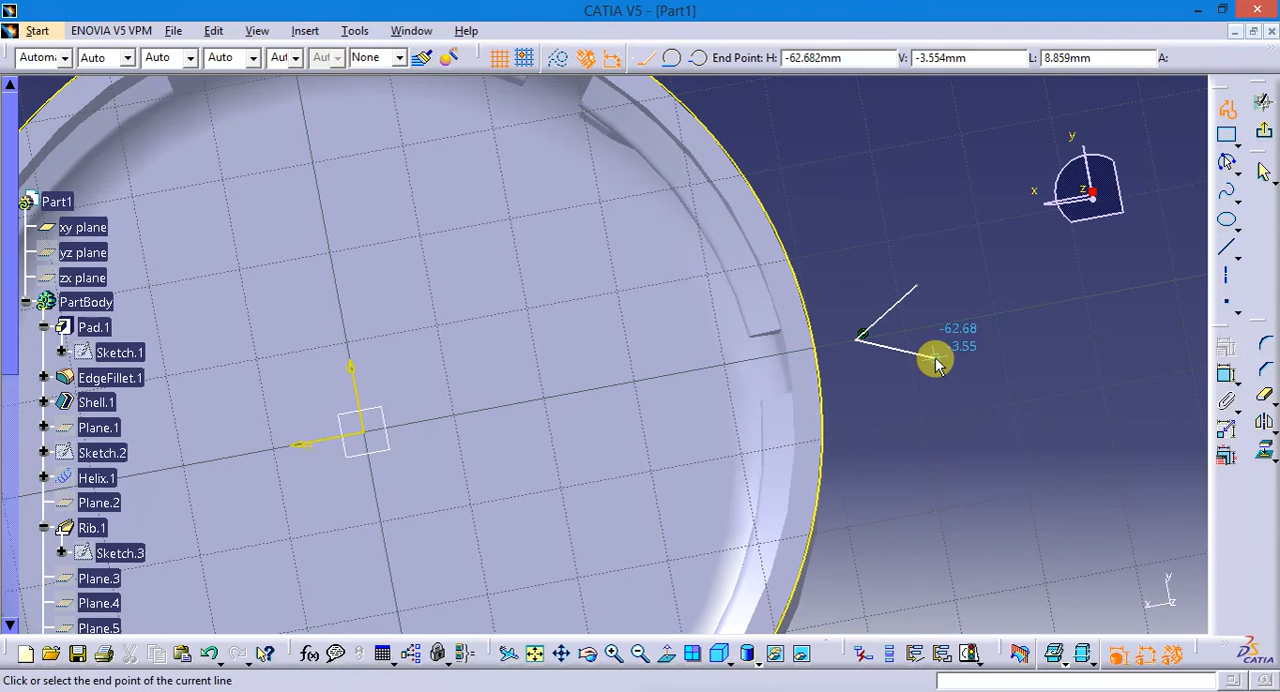 CATIA V5 - [Part1]
Start ENOVIA V5 VPM File Edit View Insert Tools Window Help
Autom Auto Auto Auto Aut Aut None End Point: H: -62.682mm V: -3.554mm L: 8.859mm A:
y
x
z
Part1
xy plane
yz plane
zx plane
PartBody
Pad.1
-62.68
-3.55
Sketch.1
EdgeFillet.1
Shell.1
Plane.1
Sketch.2
Helix.1
Plane.2
Rib.1
Sketch.3
Plane.3
Plane.4
Plane.5
y
x
z
f(x)
CATIA
Click or select the end point of the current line